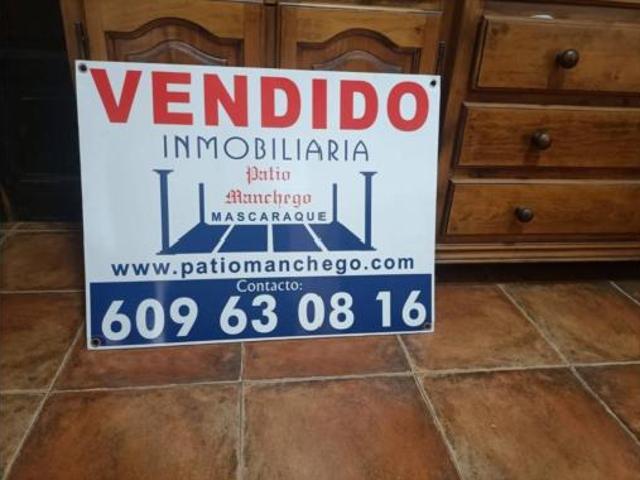 VENDIDO
INMOBILIARIA
Patio
Manchego
MASCARAQUE
www.patiomanchego.com
Contacto:
609 63 08 16